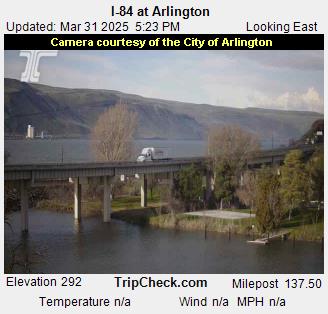 I-84 at Arlington
Updated: Mar 31 2025 5:23 PM Looking East
Camera courtesy of the City of Arlington
Elevation 292 TripCheck.com Milepost 137.50
Temperature n/a Wind n/a MPH n/a